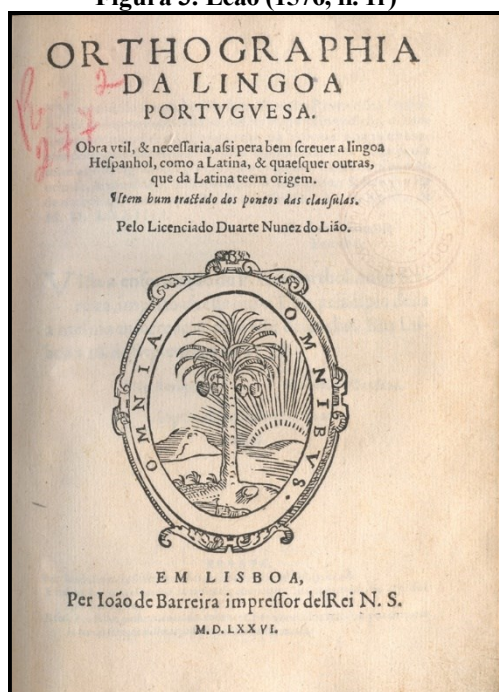 Figura 3: Leão (1576, n. 1r)
ORTHOGRAPHIA
DA LINGOA
PORTVGVESA.
Obra vtil, & neceſſaria, aſsi pera bem ſcreuer a lingoa
Heſpanhol, como a Latina, & quaeſquer outras,
que da Latina teem origem.
Item hum tractado dos pontos das clauſulas.
Pelo Licenciado Duarte Nunez do Lião.
OMNIA OMNIBVS.
EM LISBOA,
Per Ioão de Barreira impreſſor delRei N. S.
M.D.LXXVI.